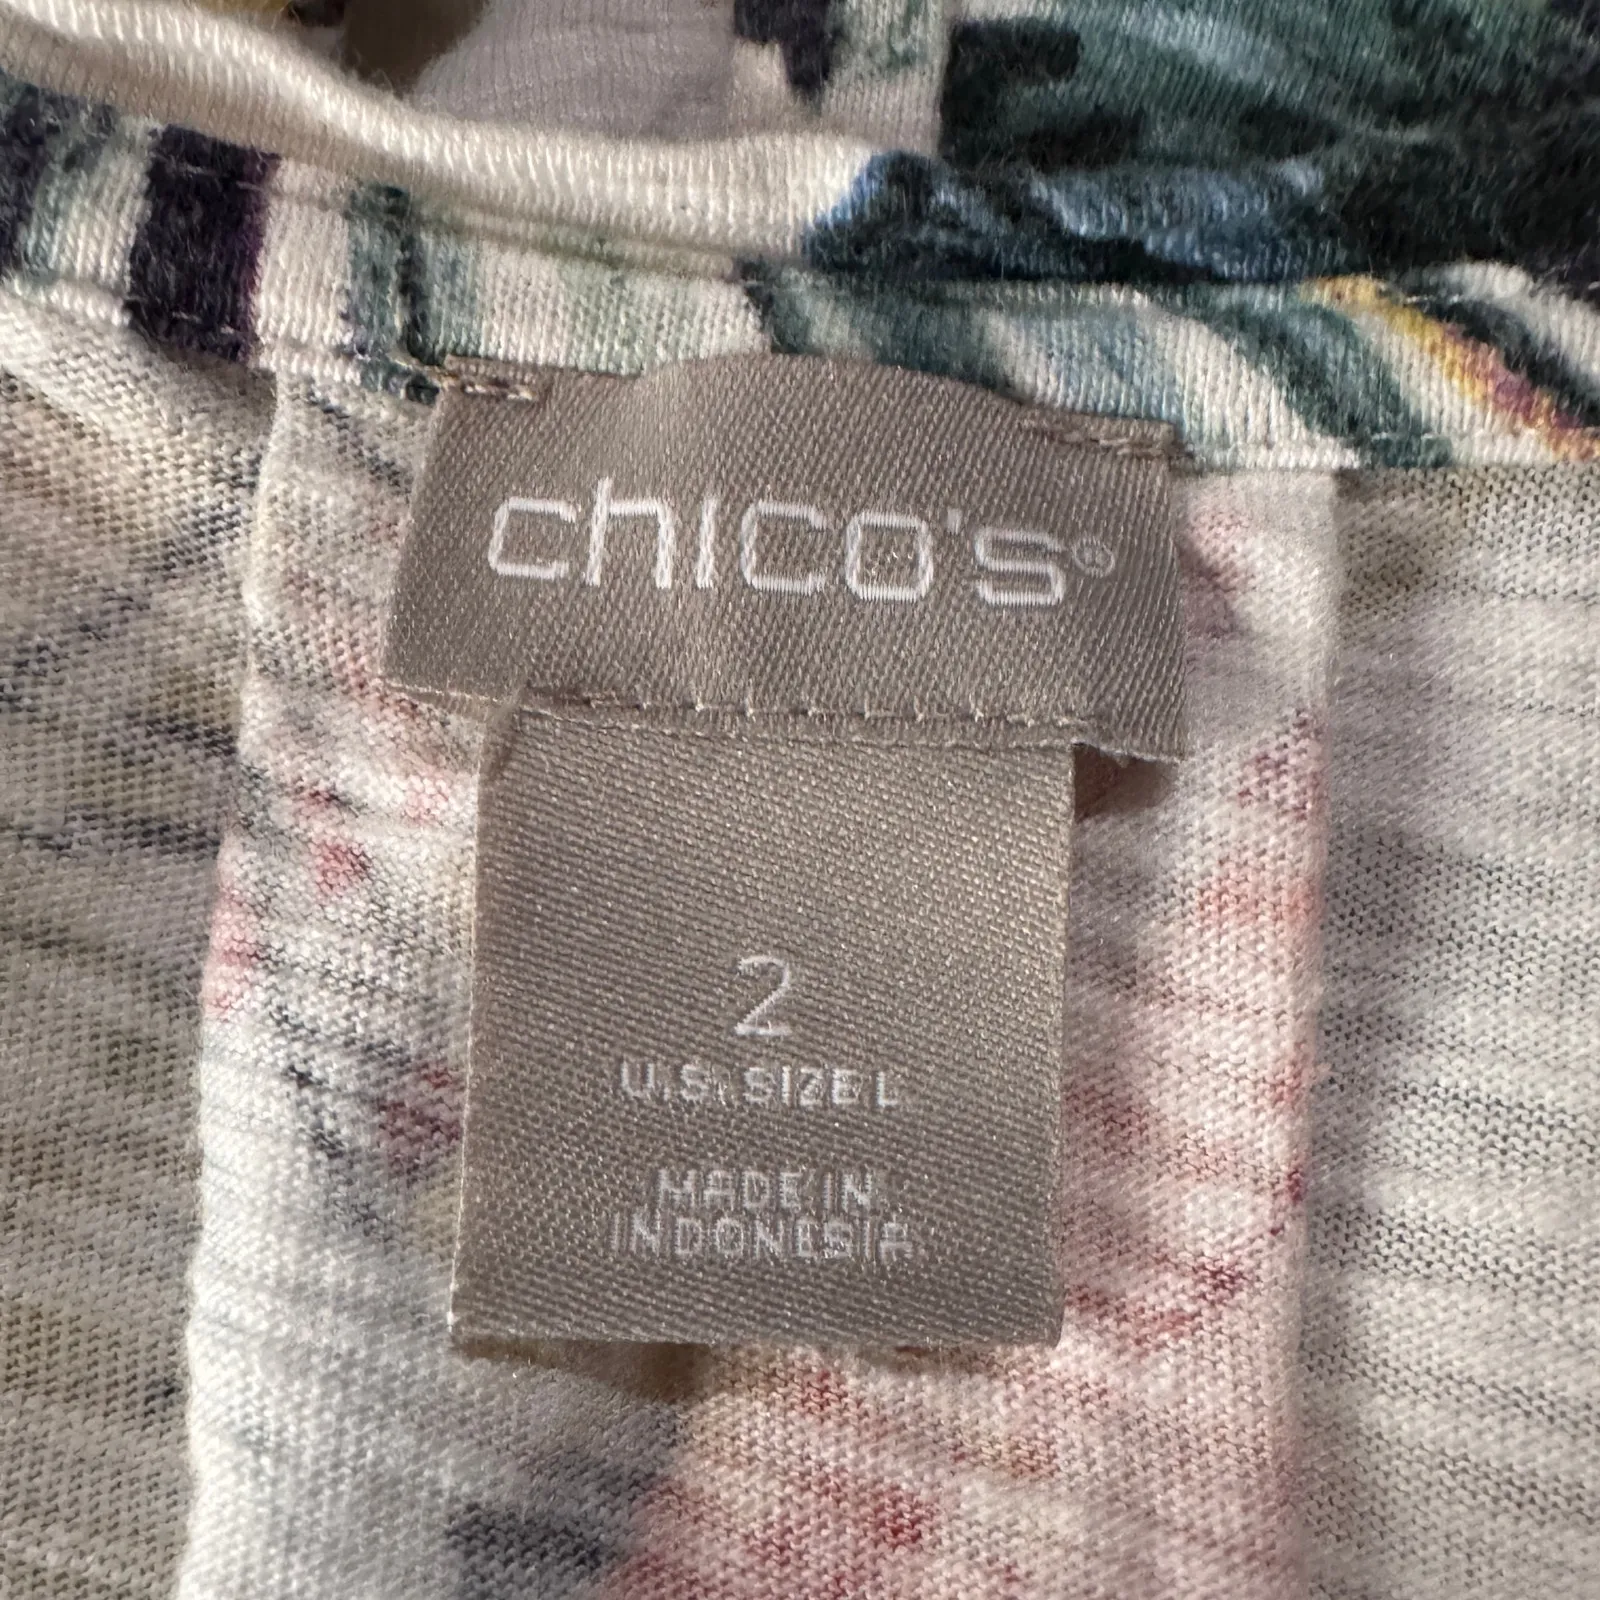 chico's®
2
U.S. SIZE L
MADE IN
INDONESIA